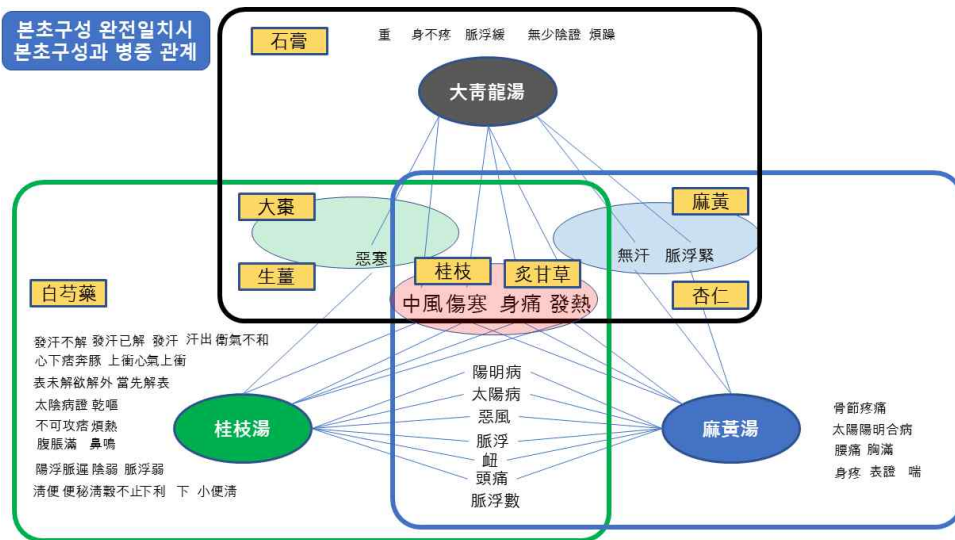 본초구성 완전일치시
본초구성과 병증 관계
石膏
重 身不疼 脈浮緩 無少陰證 煩躁
大靑龍湯
大棗
麻黃
惡寒
無汗 脈浮緊
生薑
桂枝
炙甘草
杏仁
白芍藥
中風 傷寒 身痛 發熱
發汗不解 發汗已解 發汗 汗出 衛氣不和
心下痞 奔豚 上衝 心氣上衝
表未解 欲解外 當先解表
太陰病證 乾嘔
不可攻痞 煩熱
腹脹滿 鼻鳴
陽浮 脈遲 陰弱 脈浮弱
淸便 便秘 淸穀不止 下利 下 小便淸
桂枝湯
陽明病
太陽病
惡風
脈浮
衄
頭痛
脈浮數
麻黃湯
骨節疼痛
太陽陽明合病
腰痛 胸滿
身疼 表證 喘